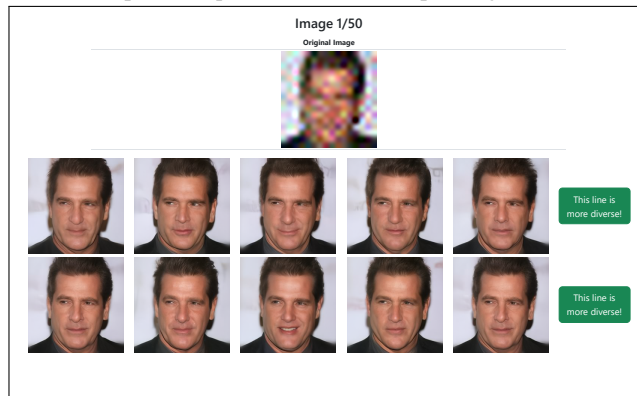 Image 1/50
Original Image
This line is
more diverse!
This line is
more diverse!